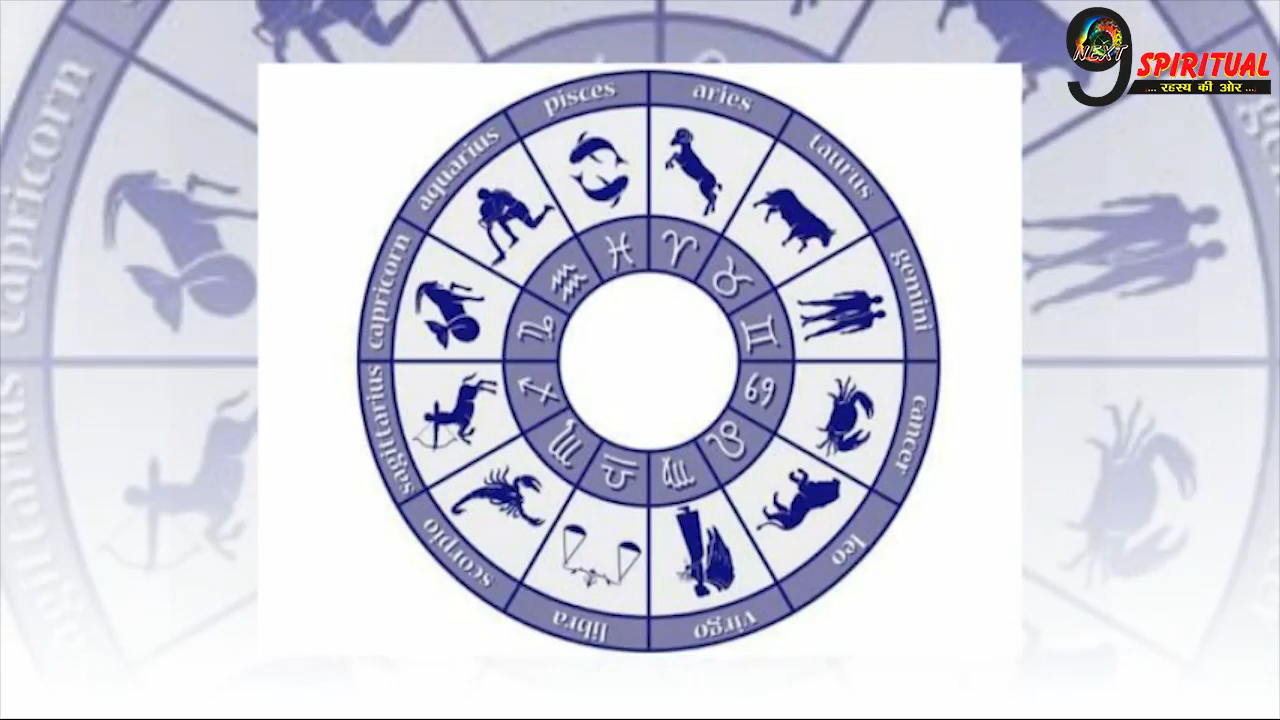 9
NEXT
SPIRITUAL
... रहस्य की ओर ...
pisces
aries
taurus
gemini
cancer
leo
virgo
libra
scorpio
sagittarius
capricorn
aquarius
capricorn